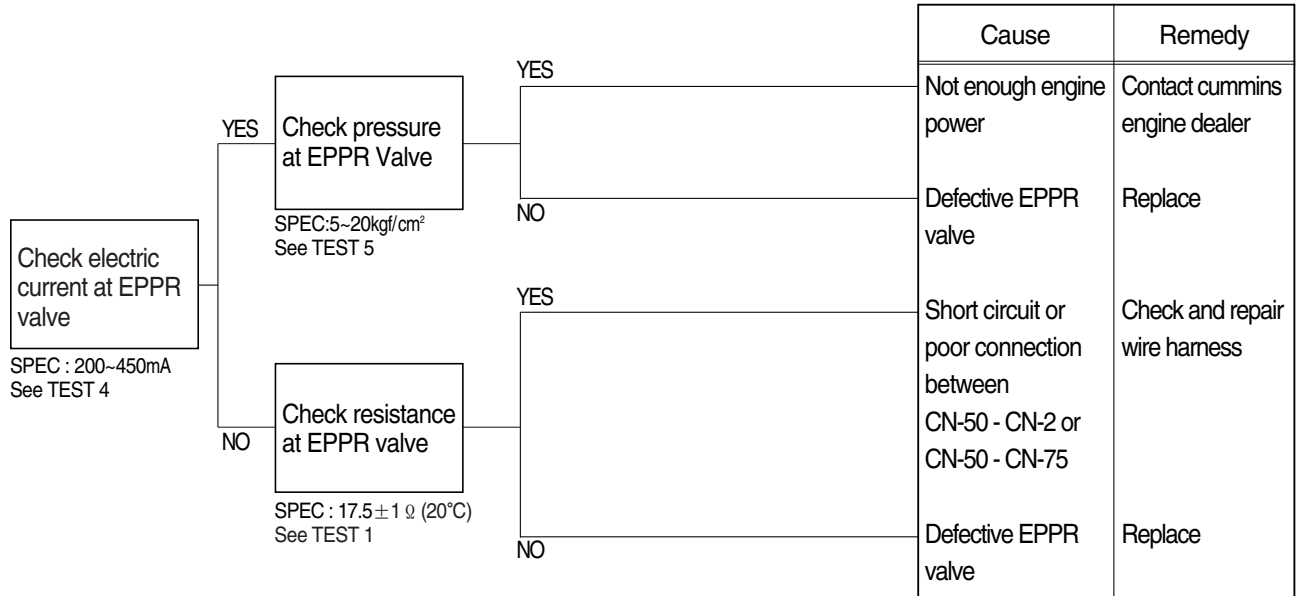 Cause
Remedy
YES
Not enough engine
power
Contact cummins
engine dealer
YES
Check pressure
at EPPR Valve
NO
Defective EPPR
valve
Replace
SPEC:5~20kgf/cm²
See TEST 5
Check electric
current at EPPR
valve
SPEC : 200~450mA
See TEST 4
YES
Short circuit or
poor connection
between
CN-50 - CN-2 or
CN-50 - CN-75
Check and repair
wire harness
NO
Check resistance
at EPPR valve
SPEC : 17.5±1 Ω (20°C)
See TEST 1
NO
Defective EPPR
valve
Replace